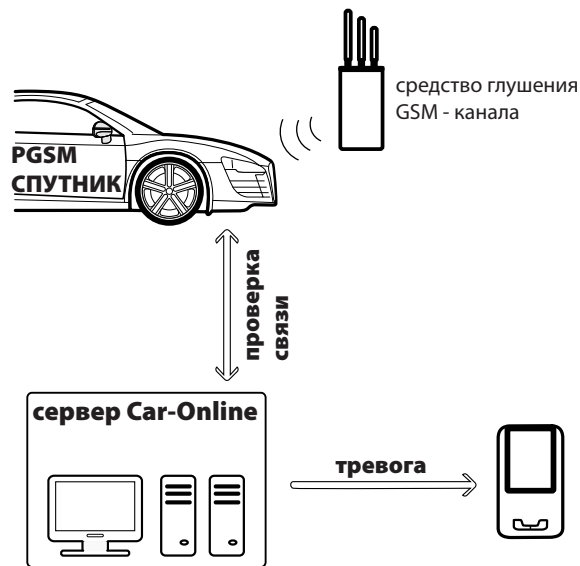 средство глушения
GSM - канала
PGSM
СПУТНИК
проверка
связи
сервер Car-Online
тревога